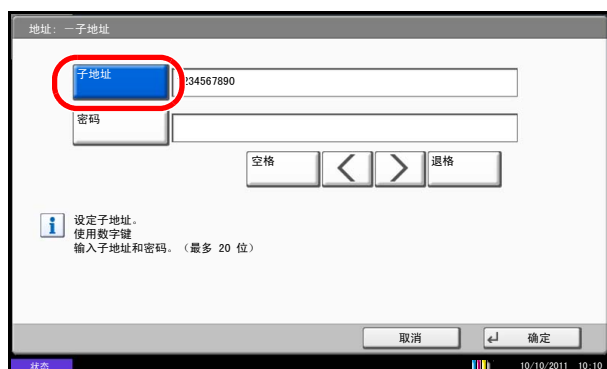 地址：－子地址
子地址
234567890
密码
空格
退格
设定子地址。
使用数字键
输入子地址和密码。（最多 20 位）
取消
确定
状态
10/10/2011 10:10